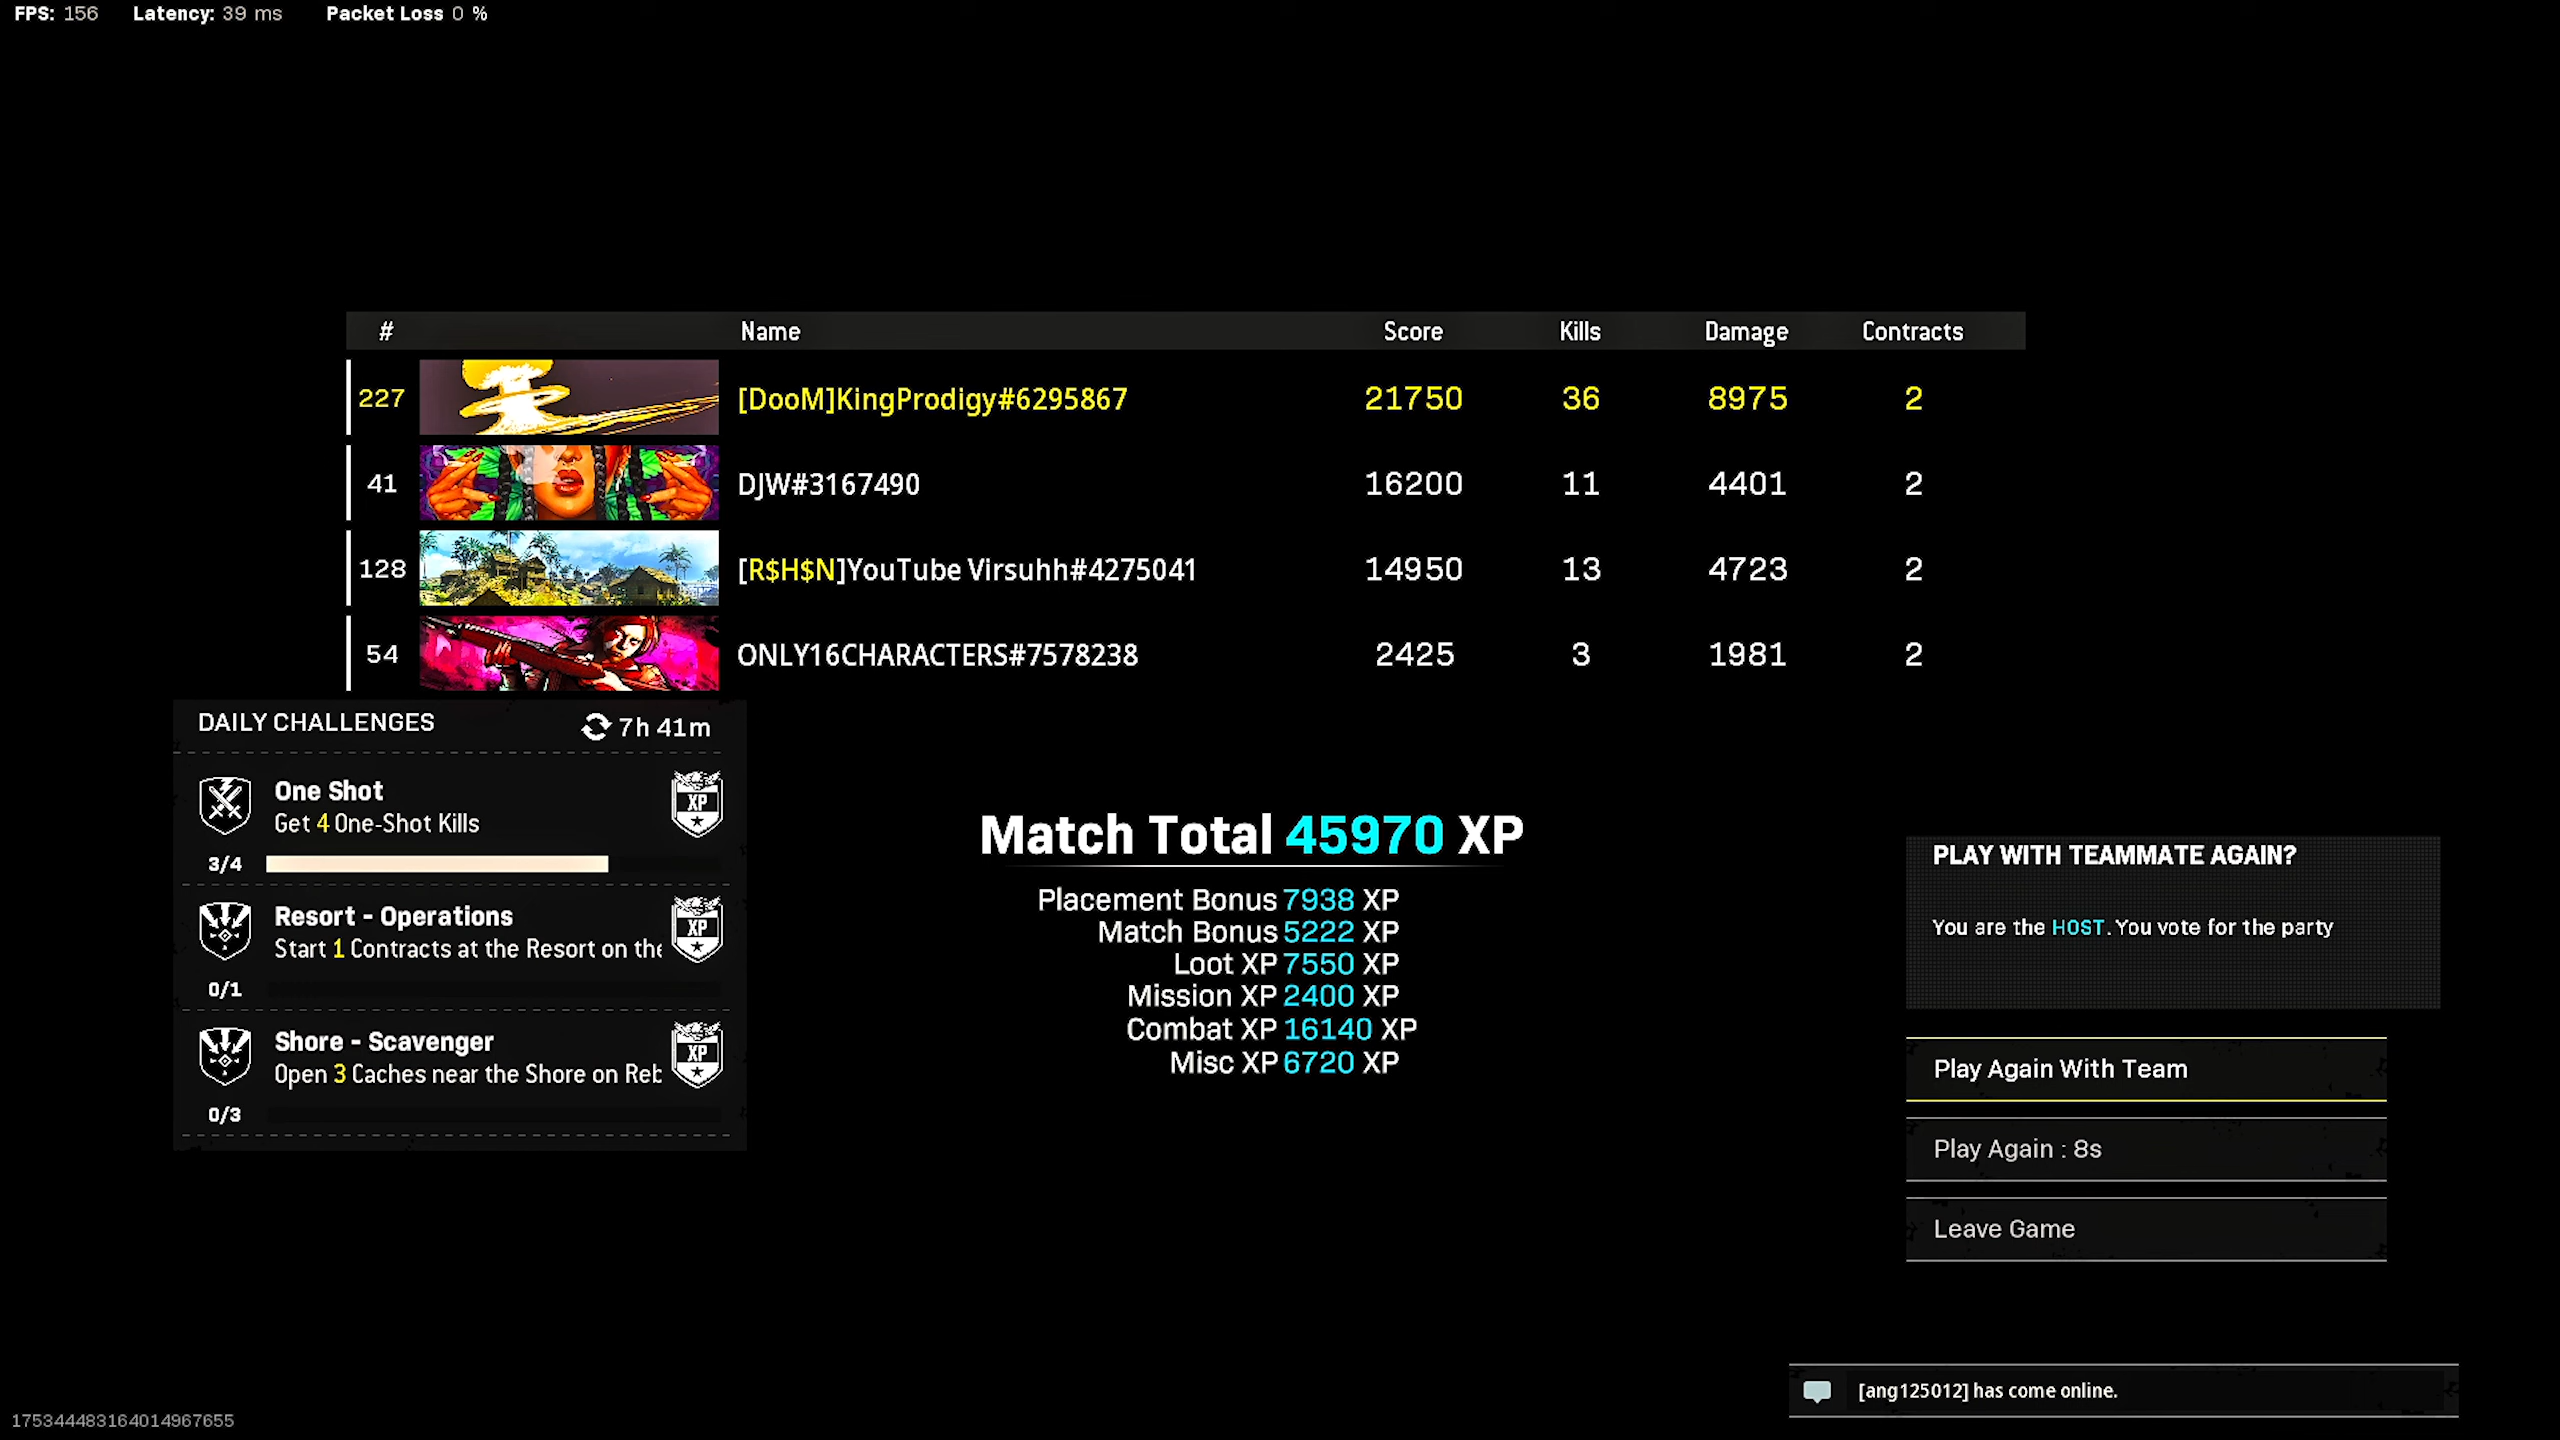 FPS: 156 Latency: 39 ms Packet Loss 0 %
# Name Score Kills Damage Contracts
227 [DooM]KingProdigy#6295867 21750 36 8975 2
41 DJW#3167490 16200 11 4401 2
128 [R$H$N]YouTube Virsuhh#4275041 14950 13 4723 2
54 ONLY16CHARACTERS#7578238 2425 3 1981 2
DAILY CHALLENGES 7h 41m
One Shot
Get 4 One-Shot Kills
XP
3/4
Resort - Operations
Start 1 Contracts at the Resort on the
XP
0/1
Shore - Scavenger
Open 3 Caches near the Shore on Reb
XP
0/3
Match Total 45970 XP
Placement Bonus 7938 XP
Match Bonus 5222 XP
Loot XP 7550 XP
Mission XP 2400 XP
Combat XP 16140 XP
Misc XP 6720 XP
PLAY WITH TEAMMATE AGAIN?
You are the HOST. You vote for the party
Play Again With Team
Play Again : 8s
Leave Game
[ang125012] has come online.
17534448316401496​7655